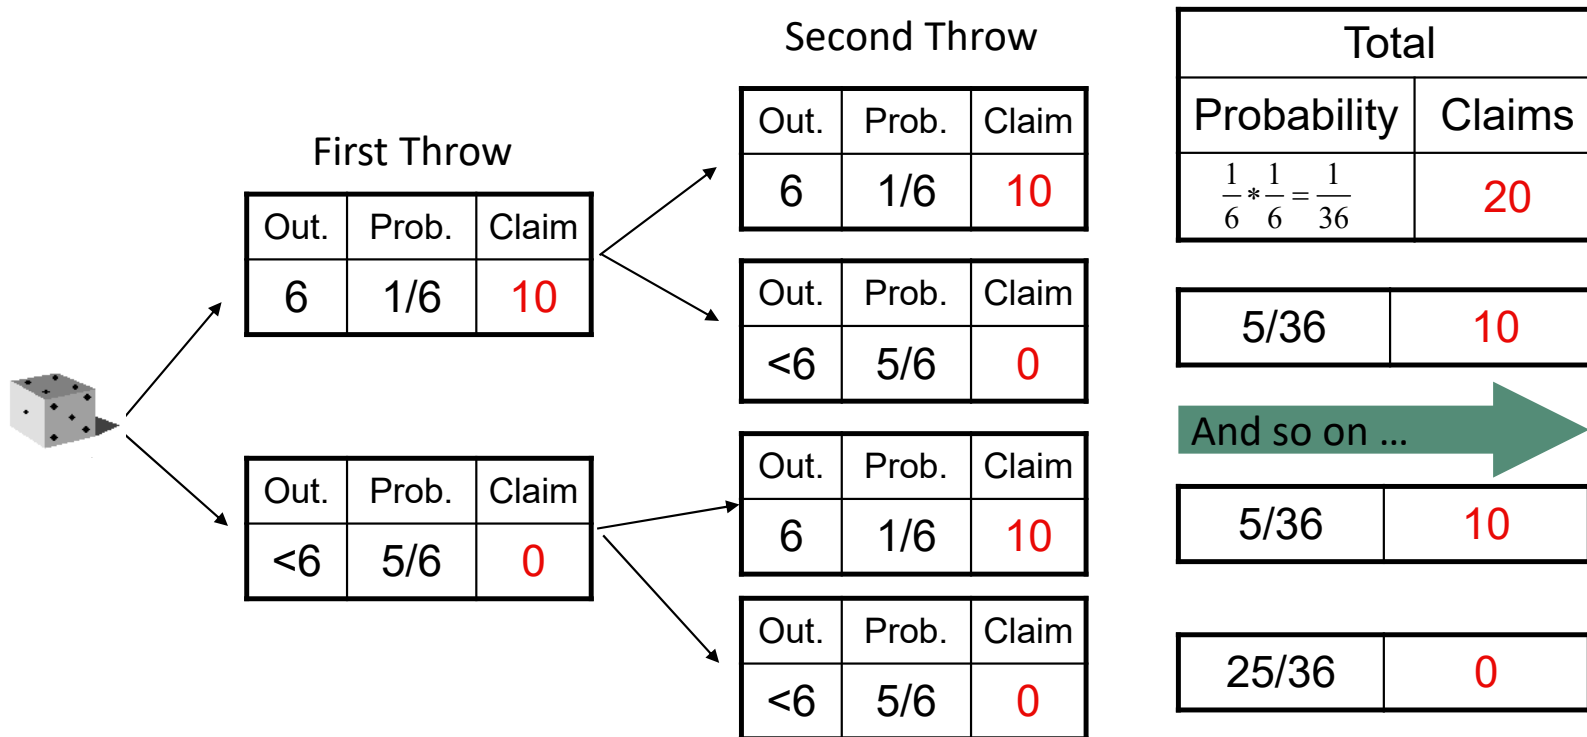 Second Throw
Total
Out. Prob. Claim
Probability Claims
First Throw
6 1/6 10
1/6 * 1/6 = 1/36 20
Out. Prob. Claim
6 1/6 10
Out. Prob. Claim
<6 5/6 0
5/36 10
And so on ...
Out. Prob. Claim
<6 5/6 0
Out. Prob. Claim
6 1/6 10
5/36 10
Out. Prob. Claim
<6 5/6 0
25/36 0